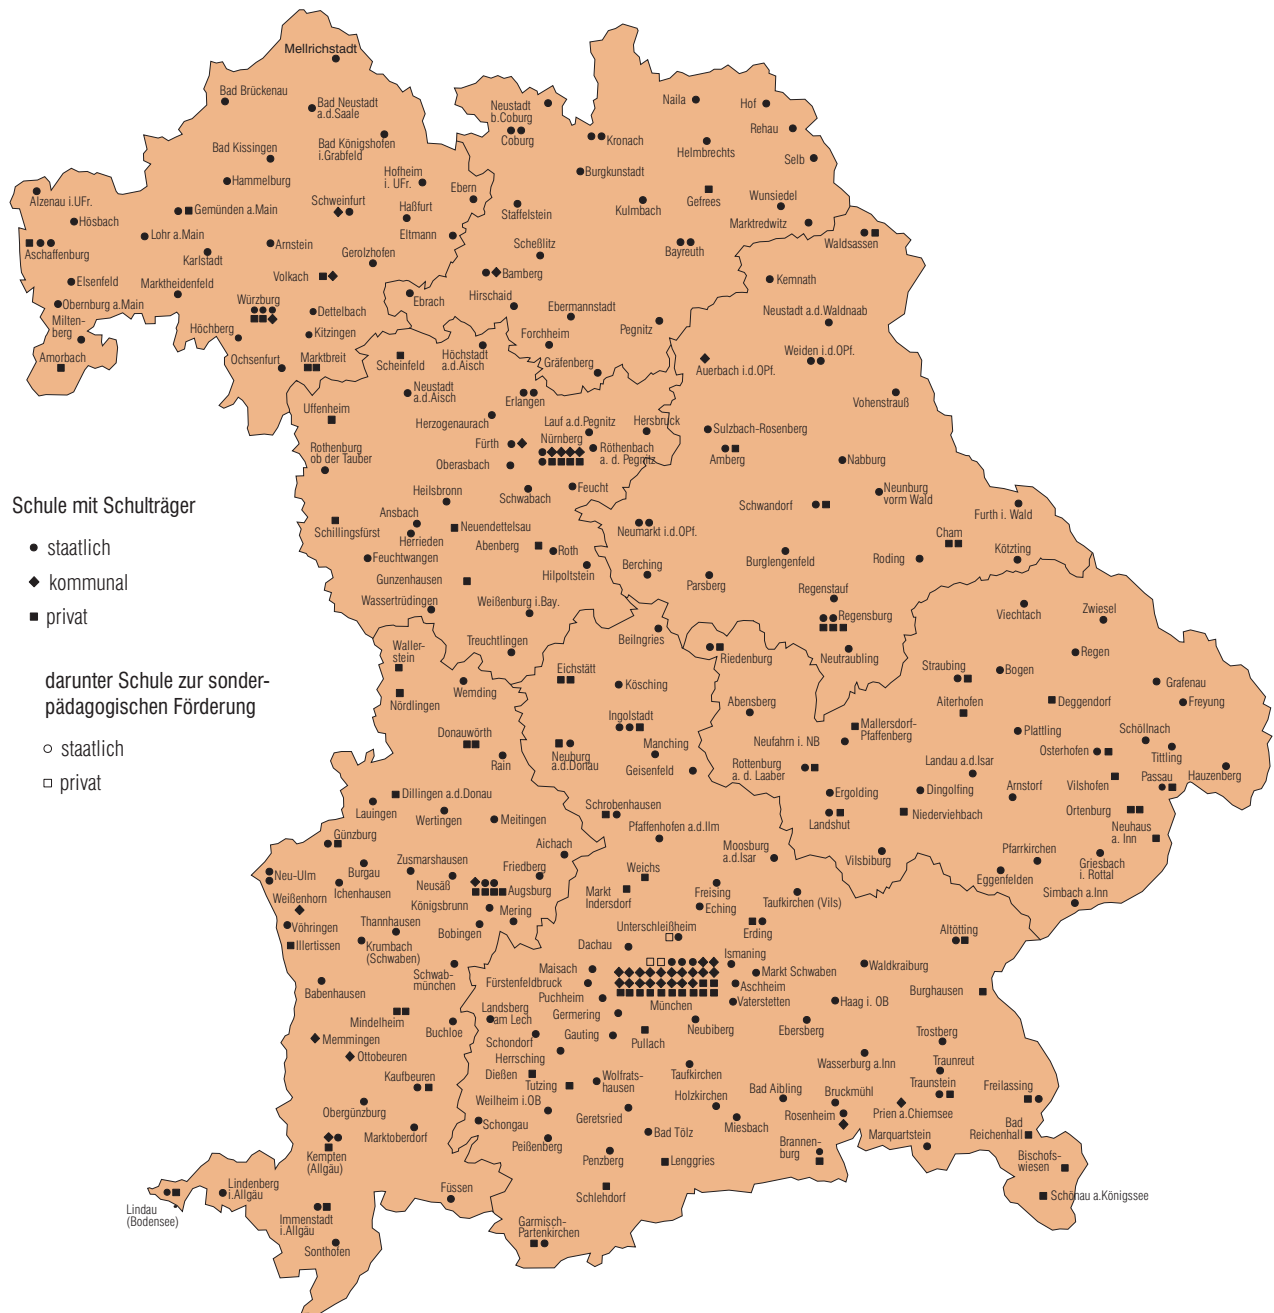 Mellrichstadt
Bad Brückenau
Bad Neustadt
a.d.Saale
Bad Königshofen
i.Grabfeld
Bad Kissingen
Hammelburg
Hofheim
i. UFr.
Ebern
Alzenau i.UFr.
Hösbach
Gemünden a.Main
Schweinfurt
Haßfurt
Eltmann
Lohr a.Main
Aschaffenburg
Karlstadt
Arnstein
Gerolzhofen
Volkach
Elsenfeld
Marktheidenfeld
Obernburg a.Main
Würzburg
Dettelbach
Ebrach
Milten-
berg
Höchberg
Kitzingen
Amorbach
Ochsenfurt
Marktbreit
Neustadt
b.Coburg
Coburg
Kronach
Naila
Hof
Rehau
Helmbrechts
Selb
Burgkunstadt
Staffelstein
Kulmbach
Gefrees
Wunsiedel
Marktredwitz
Scheßlitz
Bayreuth
Waldsassen
Bamberg
Hirschaid
Ebermannstadt
Pegnitz
Forchheim
Gräfenberg
Kemnath
Neustadt a.d.Waldnaab
Weiden i.d.OPf.
Auerbach i.d.OPf.
Vohenstrauß
Scheinfeld
Höchstadt
a.d.Aisch
Neustadt
a.d.Aisch
Erlangen
Uffenheim
Herzogenaurach
Lauf a.d.Pegnitz
Hersbruck
Sulzbach-Rosenberg
Fürth
Nürnberg
Röthenbach
a. d. Pegnitz
Rothenburg
ob der Tauber
Oberasbach
Amberg
Nabburg
Heilsbronn
Schwabach
Feucht
Schwandorf
Neunburg
vorm Wald
Furth i. Wald
Schule mit Schulträger
staatlich
kommunal
privat
Schillingsfürst
Ansbach
Herrieden
Neuendettelsau
Neumarkt i.d.OPf.
Cham
Feuchtwangen
Abenberg
Roth
Hilpoltstein
Burglengenfeld
Roding
Kötzting
Gunzenhausen
Berching
Parsberg
Wassertrüdingen
Weißenburg i.Bay.
Regenstauf
Regensburg
Viechtach
Zwiesel
Treuchtlingen
Beilngries
Riedenburg
Neutraubling
Regen
darunter Schule zur sonder-
pädagogischen Förderung
staatlich
privat
Waller-
stein
Wemding
Nördlingen
Eichstätt
Kösching
Straubing
Bogen
Grafenau
Freyung
Abensberg
Aiterhofen
Deggendorf
Donauwörth
Ingolstadt
Mallersdorf-
Pfaffenberg
Plattling
Schöllnach
Rain
Neuburg
a.d.Donau
Manching
Neufahrn i. NB
Osterhofen
Tittling
Geisenfeld
Rottenburg
a. d. Laaber
Landau a.d.Isar
Hauzenberg
Ergolding
Dingolfing
Arnstorf
Vilshofen
Passau
Dillingen a.d.Donau
Lauingen
Wertingen
Meitingen
Schrobenhausen
Pfaffenhofen a.d.Ilm
Landshut
Niederviehbach
Ortenburg
Neuhaus
a. Inn
Günzburg
Aichach
Moosburg
a.d.Isar
Vilsbiburg
Pfarrkirchen
Griesbach
i. Rottal
Neu-Ulm
Burgau
Zusmarshausen
Friedberg
Weichs
Eggenfelden
Ichenhausen
Neusäß
Augsburg
Markt
Indersdorf
Freising
Taufkirchen (Vils)
Simbach a.Inn
Weißenhorn
Königsbrunn
Mering
Eching
Vöhringen
Thannhausen
Bobingen
Unterschleißheim
Erding
Altötting
Illertissen
Krumbach
(Schwaben)
Dachau
Ismaning
Schwab-
münchen
Maisach
Markt Schwaben
Waldkraiburg
Babenhausen
Fürstenfeldbruck
Aschheim
Burghausen
Puchheim
München
Vaterstetten
Haag i. OB
Mindelheim
Landsberg
am Lech
Germering
Neubiberg
Ebersberg
Buchloe
Schondorf
Gauting
Pullach
Trostberg
Memmingen
Ottobeuren
Herrsching
Wasserburg a.Inn
Traunreut
Dießen
Taufkirchen
Kaufbeuren
Tutzing
Wolfrats-
hausen
Bad Aibling
Bruckmühl
Traunstein
Freilassing
Obergünzburg
Weilheim i.OB
Geretsried
Holzkirchen
Rosenheim
Prien a.Chiemsee
Bad
Reichenhall
Marktoberdorf
Schongau
Miesbach
Kempten
(Allgäu)
Peißenberg
Bad Tölz
Brannen-
burg
Marquartstein
Bischofs-
wiesen
Penzberg
Lenggries
Lindau
(Bodensee)
Lindenberg
i.Allgäu
Füssen
Schlehdorf
Schönau a.Königssee
Immenstadt
i.Allgäu
Garmisch-
Partenkirchen
Sonthofen